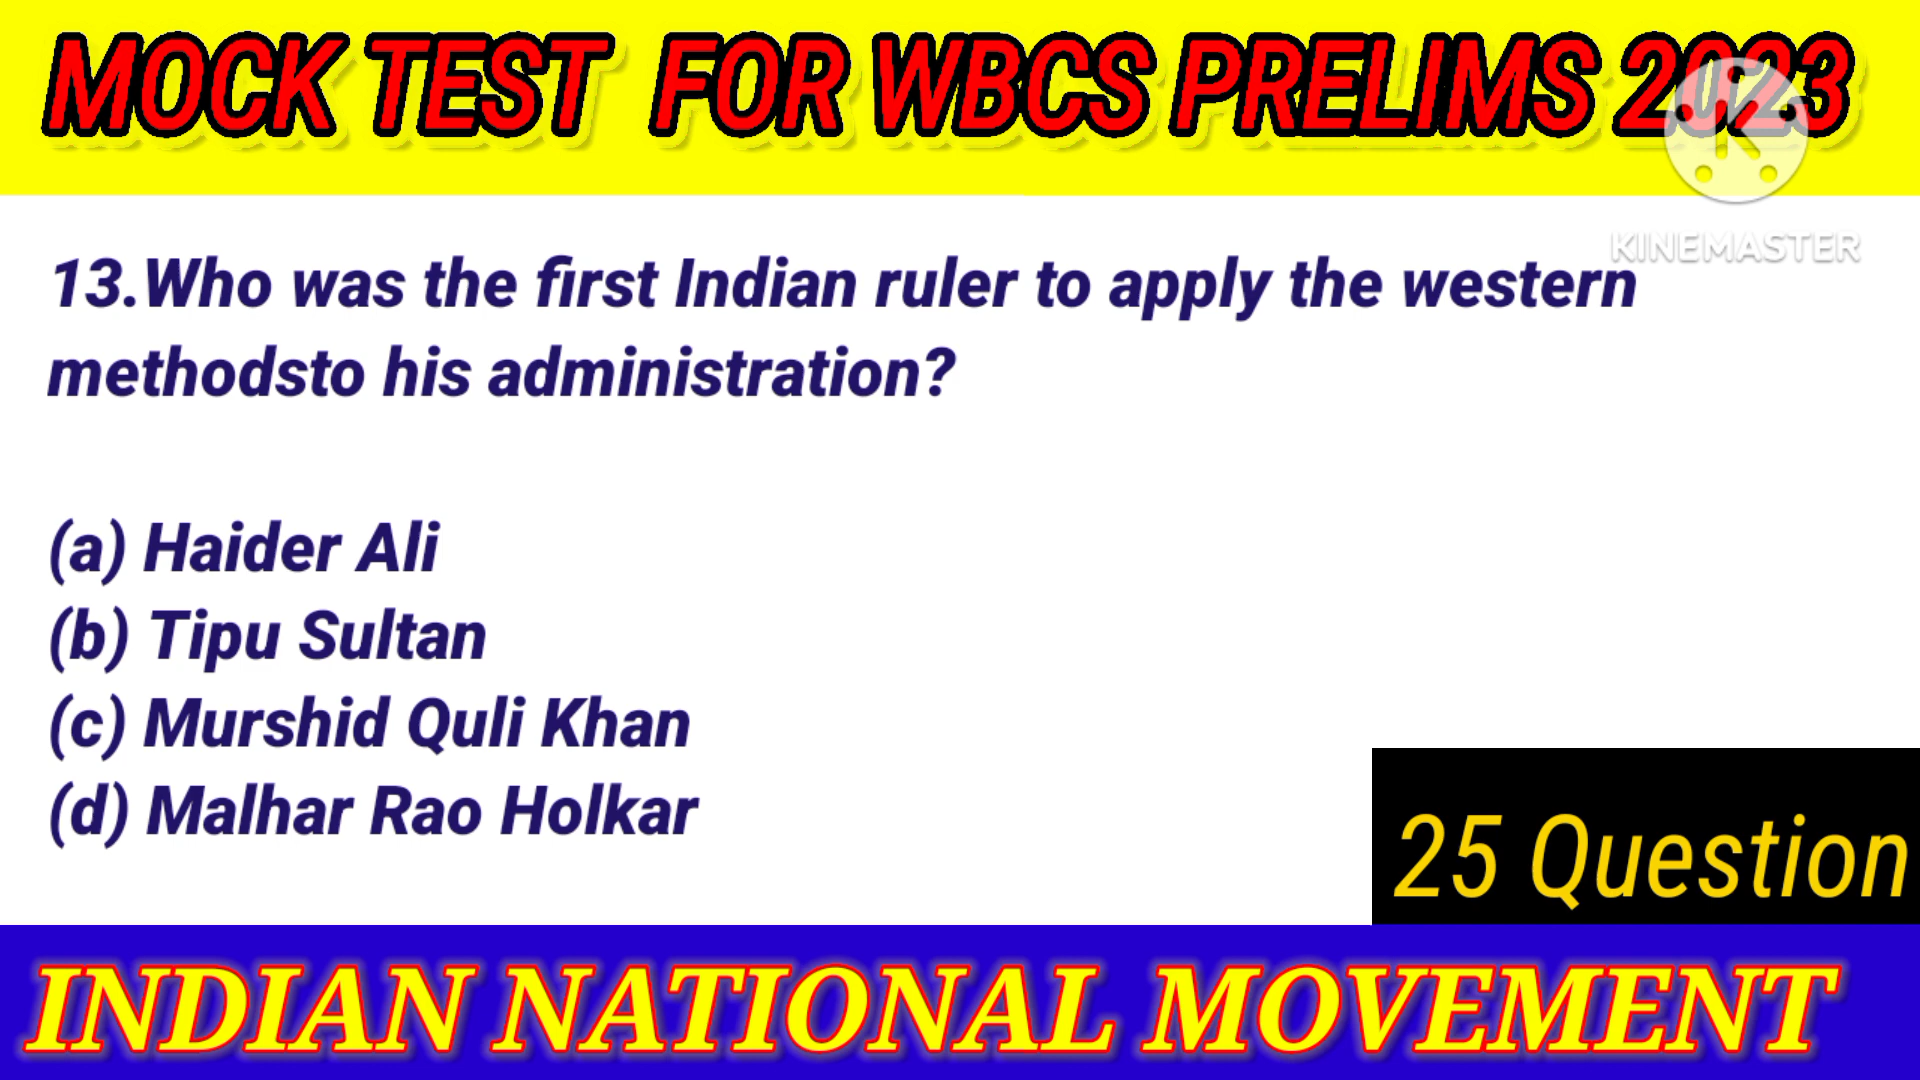 MOCK TEST FOR WBCS PRELIMS 2023
KINEMASTER
13.Who was the first Indian ruler to apply the western
methodsto his administration?
(a) Haider Ali
(b) Tipu Sultan
(c) Murshid Quli Khan
(d) Malhar Rao Holkar
25 Question
INDIAN NATIONAL MOVEMENT